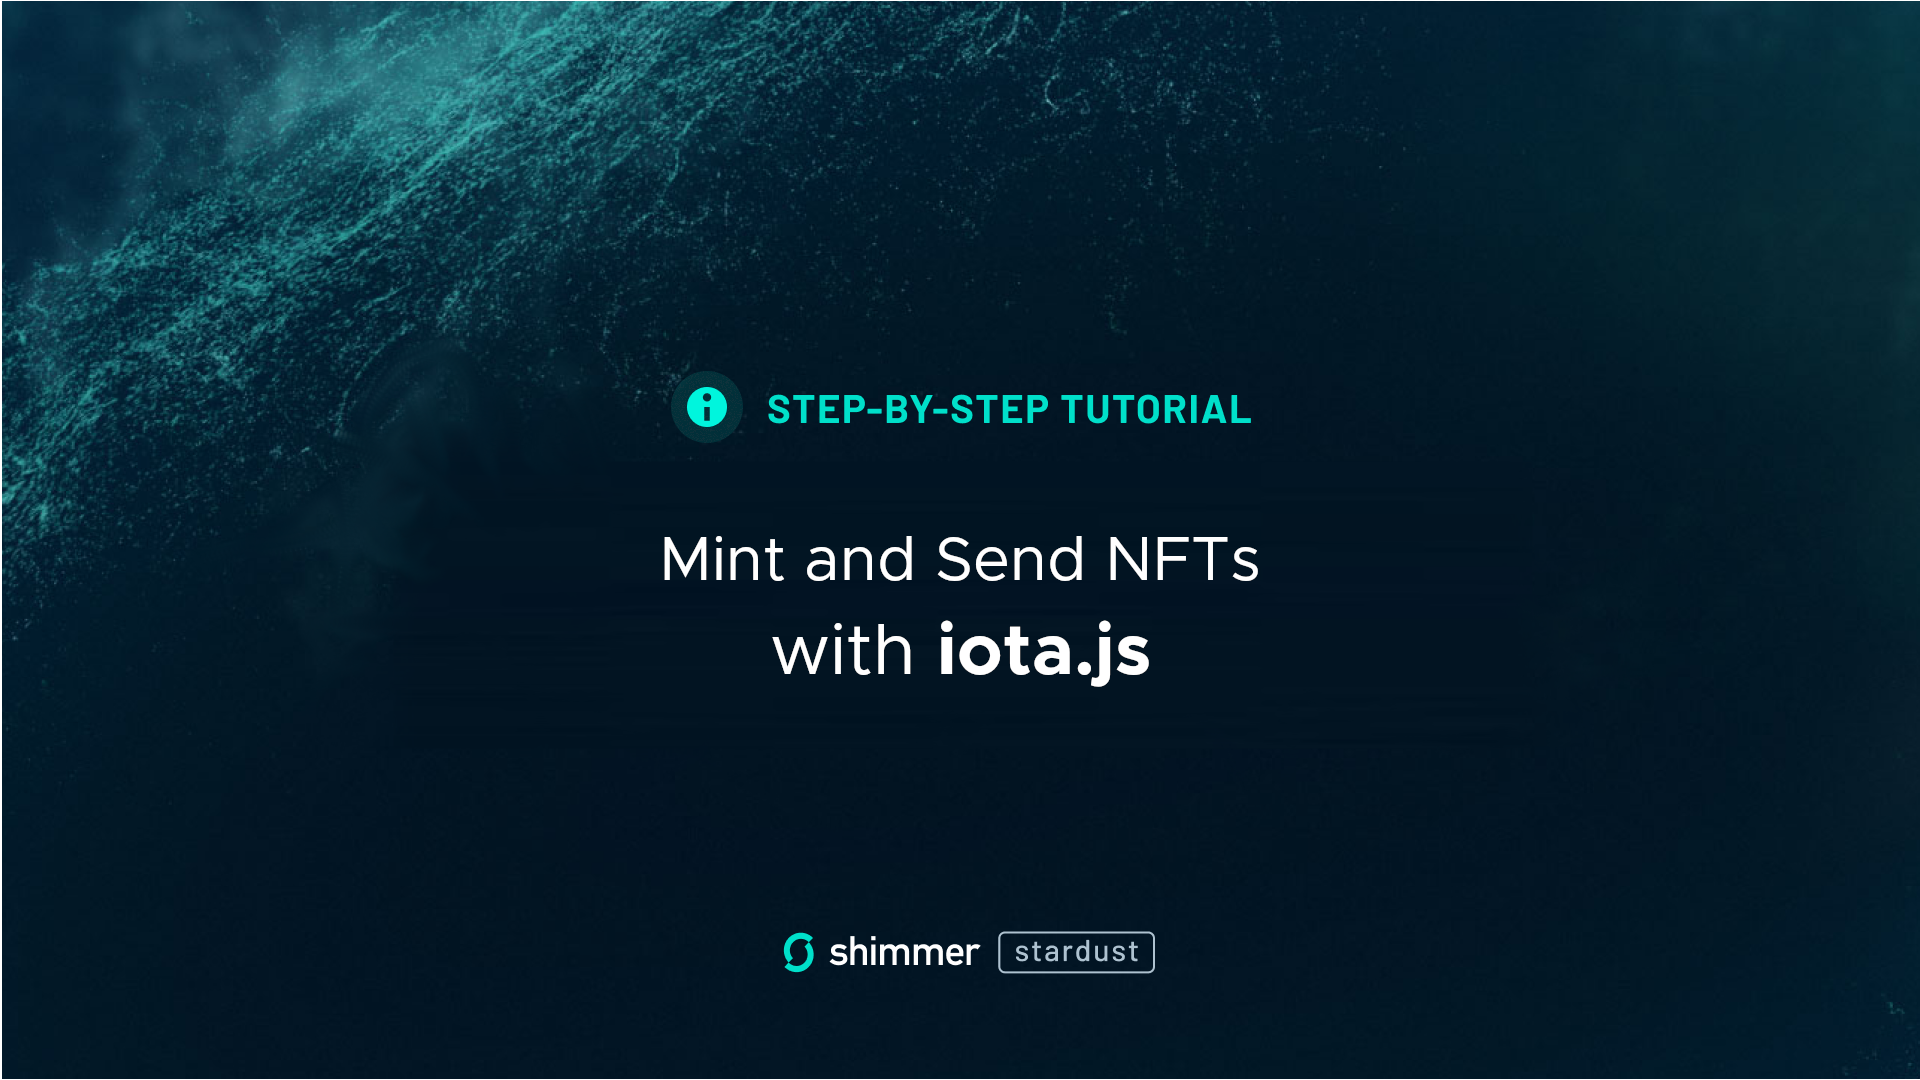 STEP-BY-STEP TUTORIAL
Mint and Send NFTs
with iota.js
shimmer stardust